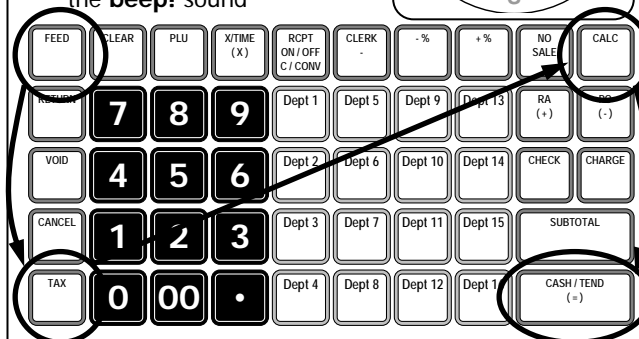 the beep! sound
FEED CLEAR PLU X/TIME RCPT CLERK - % + % NO CALC
(X) ON / OFF - SALE
C / CONV
RETURN 7 8 9 Dept 1 Dept 5 Dept 9 Dept 13 RA PO
(+) (-)
VOID 4 5 6 Dept 2 Dept 6 Dept 10 Dept 14 CHECK CHARGE
CANCEL 1 2 3 Dept 3 Dept 7 Dept 11 Dept 15 SUBTOTAL
TAX 0 00 • Dept 4 Dept 8 Dept 12 Dept CASH / TEND
(=)